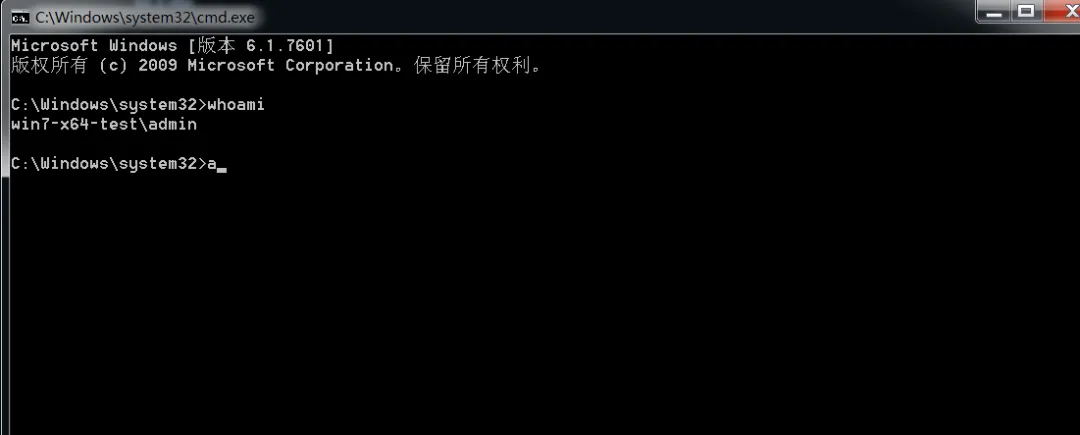 C:\Windows\system32\cmd.exe
Microsoft Windows [版本 6.1.7601]
版权所有 (c) 2009 Microsoft Corporation。保留所有权利。
C:\Windows\system32>whoami
win7-x64-test\admin
C:\Windows\system32>a_